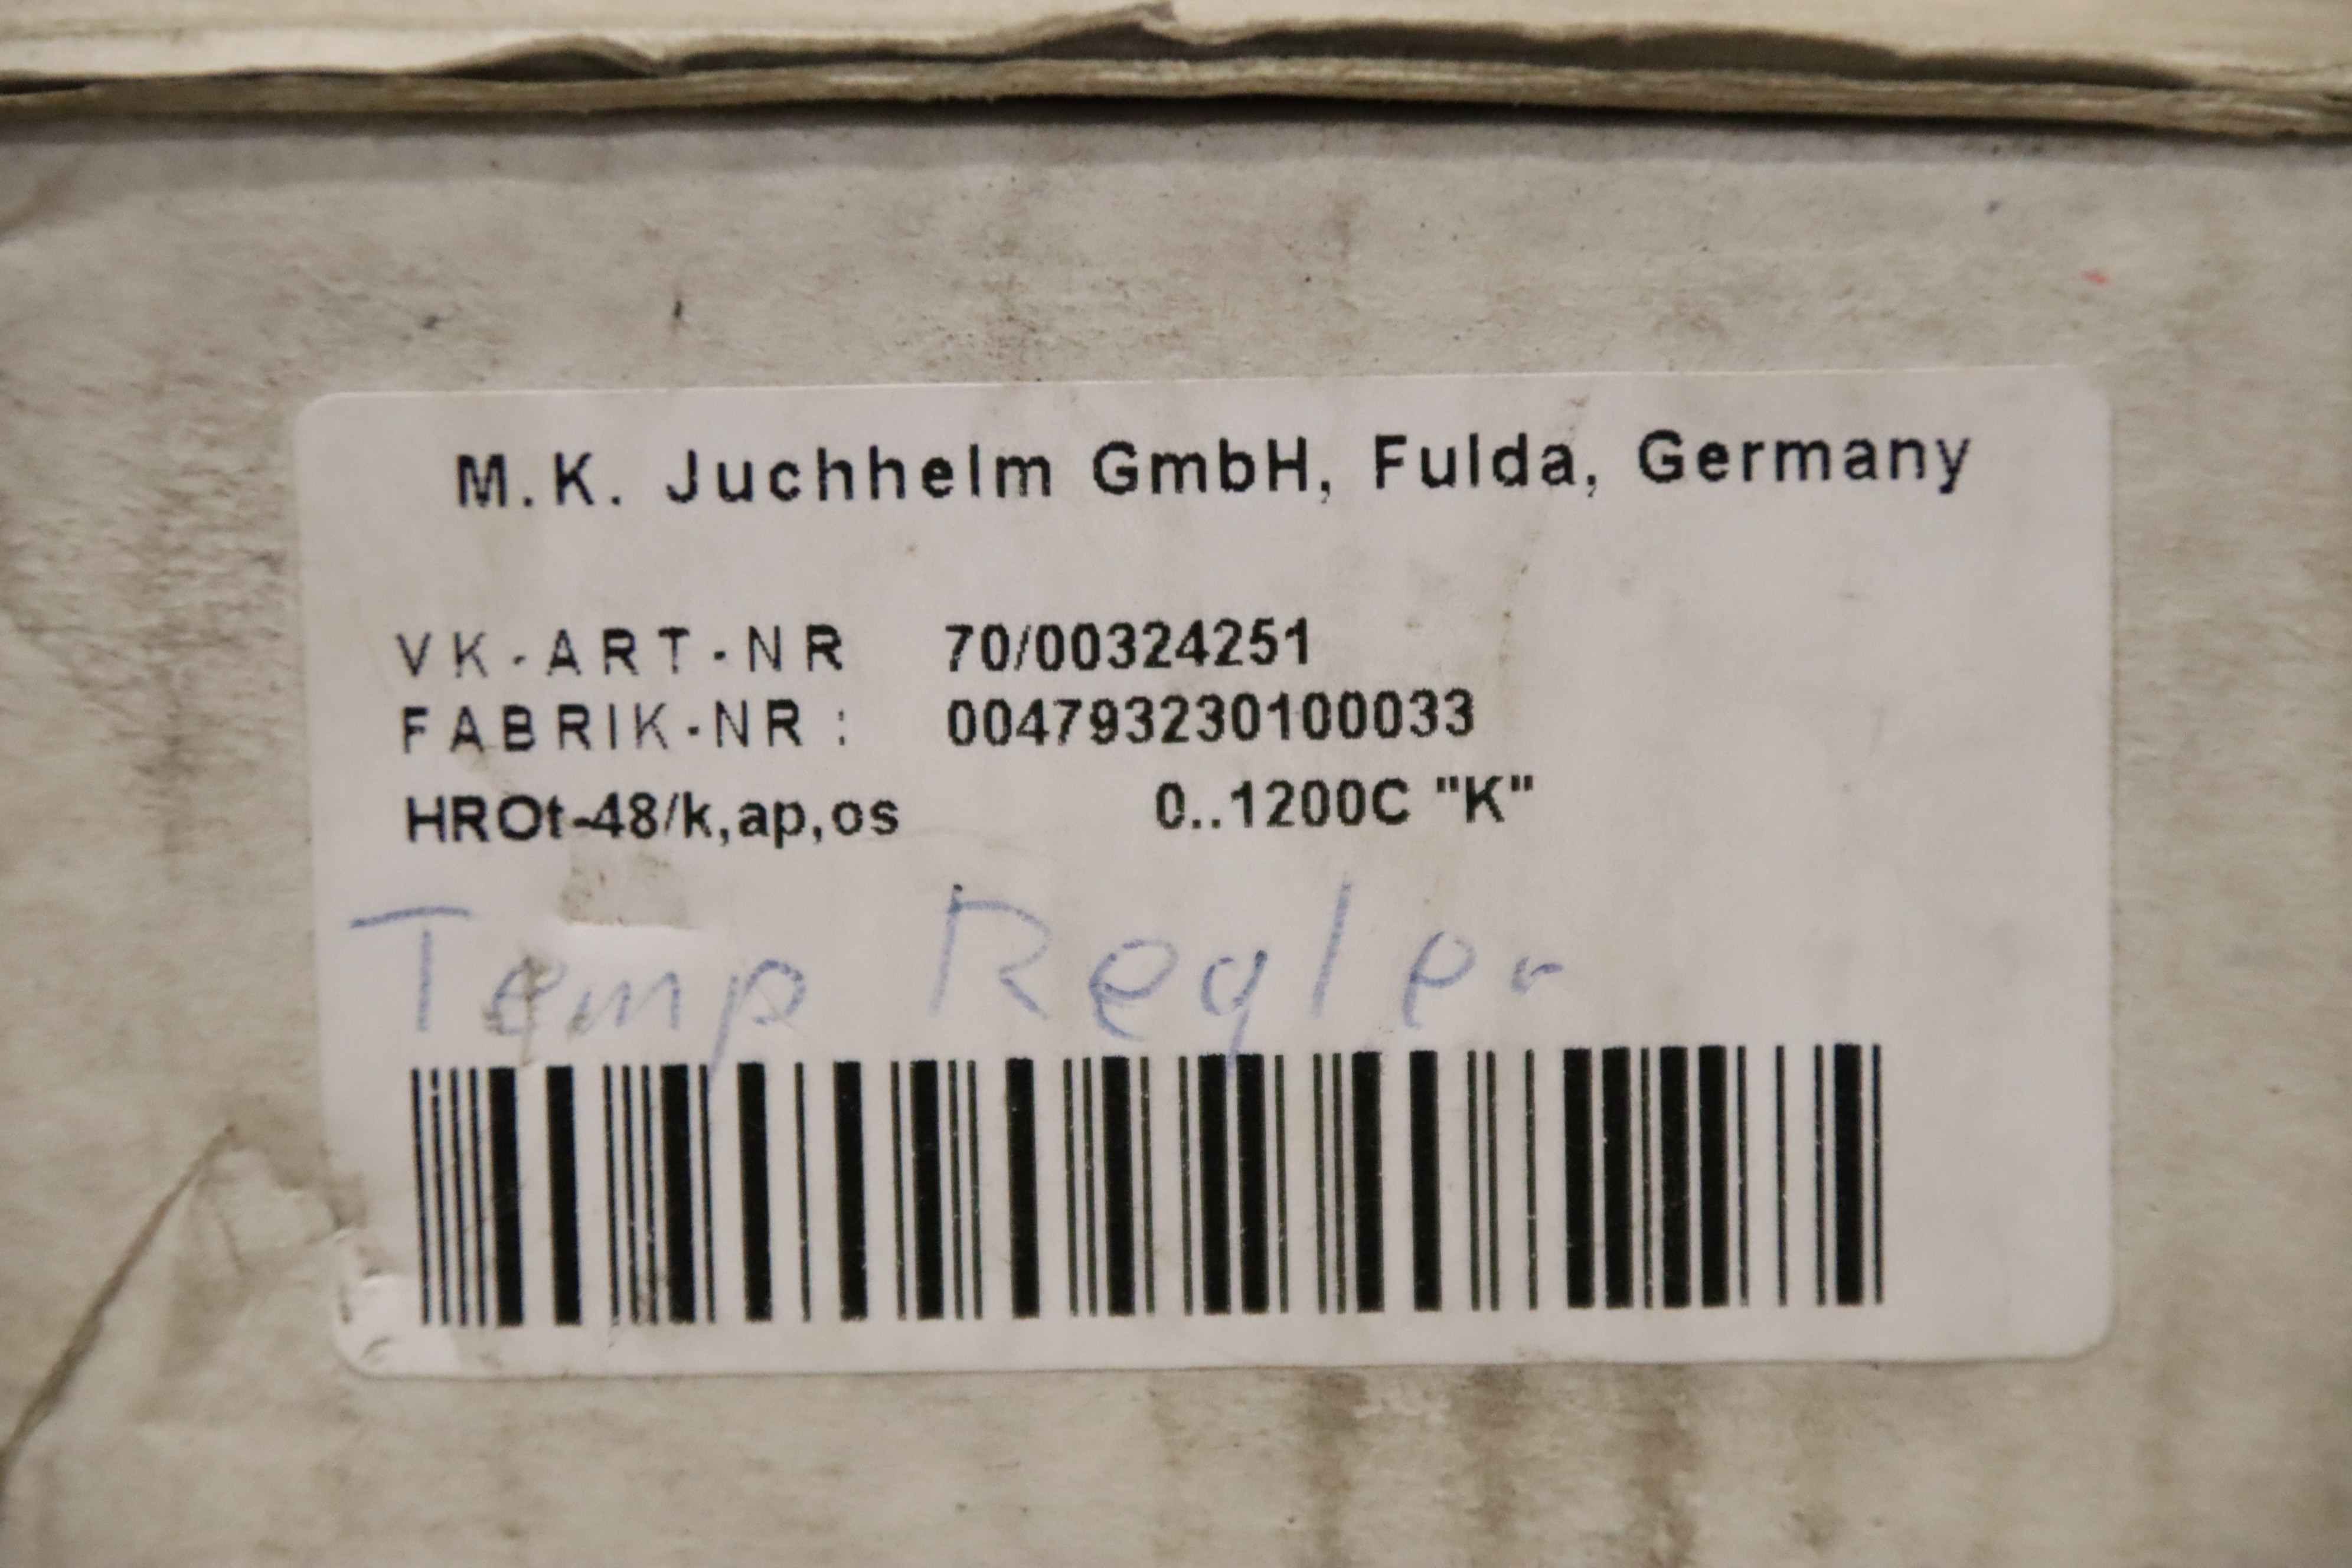 M.K. Juchhelm GmbH, Fulda, Germany
VK-ART-NR 70/00324251
FABRIK-NR: 004793230100033
HROt-48/k,ap,os 0..1200C "K"
Temp Regler